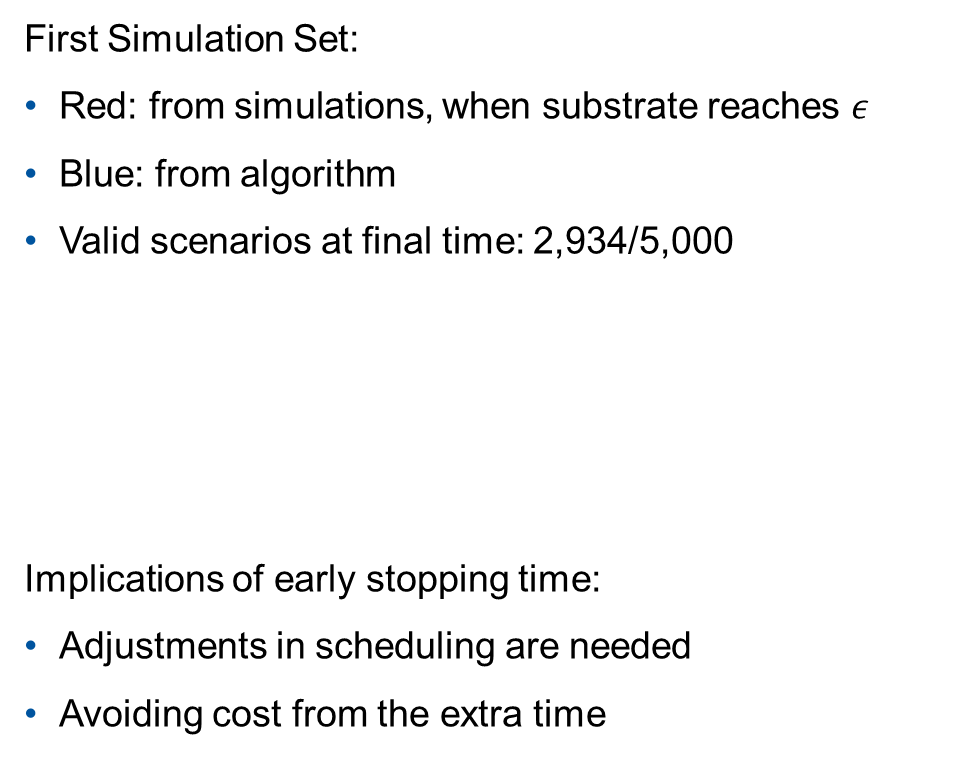 First Simulation Set:
• Red: from simulations, when substrate reaches ϵ
• Blue: from algorithm
• Valid scenarios at final time: 2,934/5,000
Implications of early stopping time:
• Adjustments in scheduling are needed
• Avoiding cost from the extra time